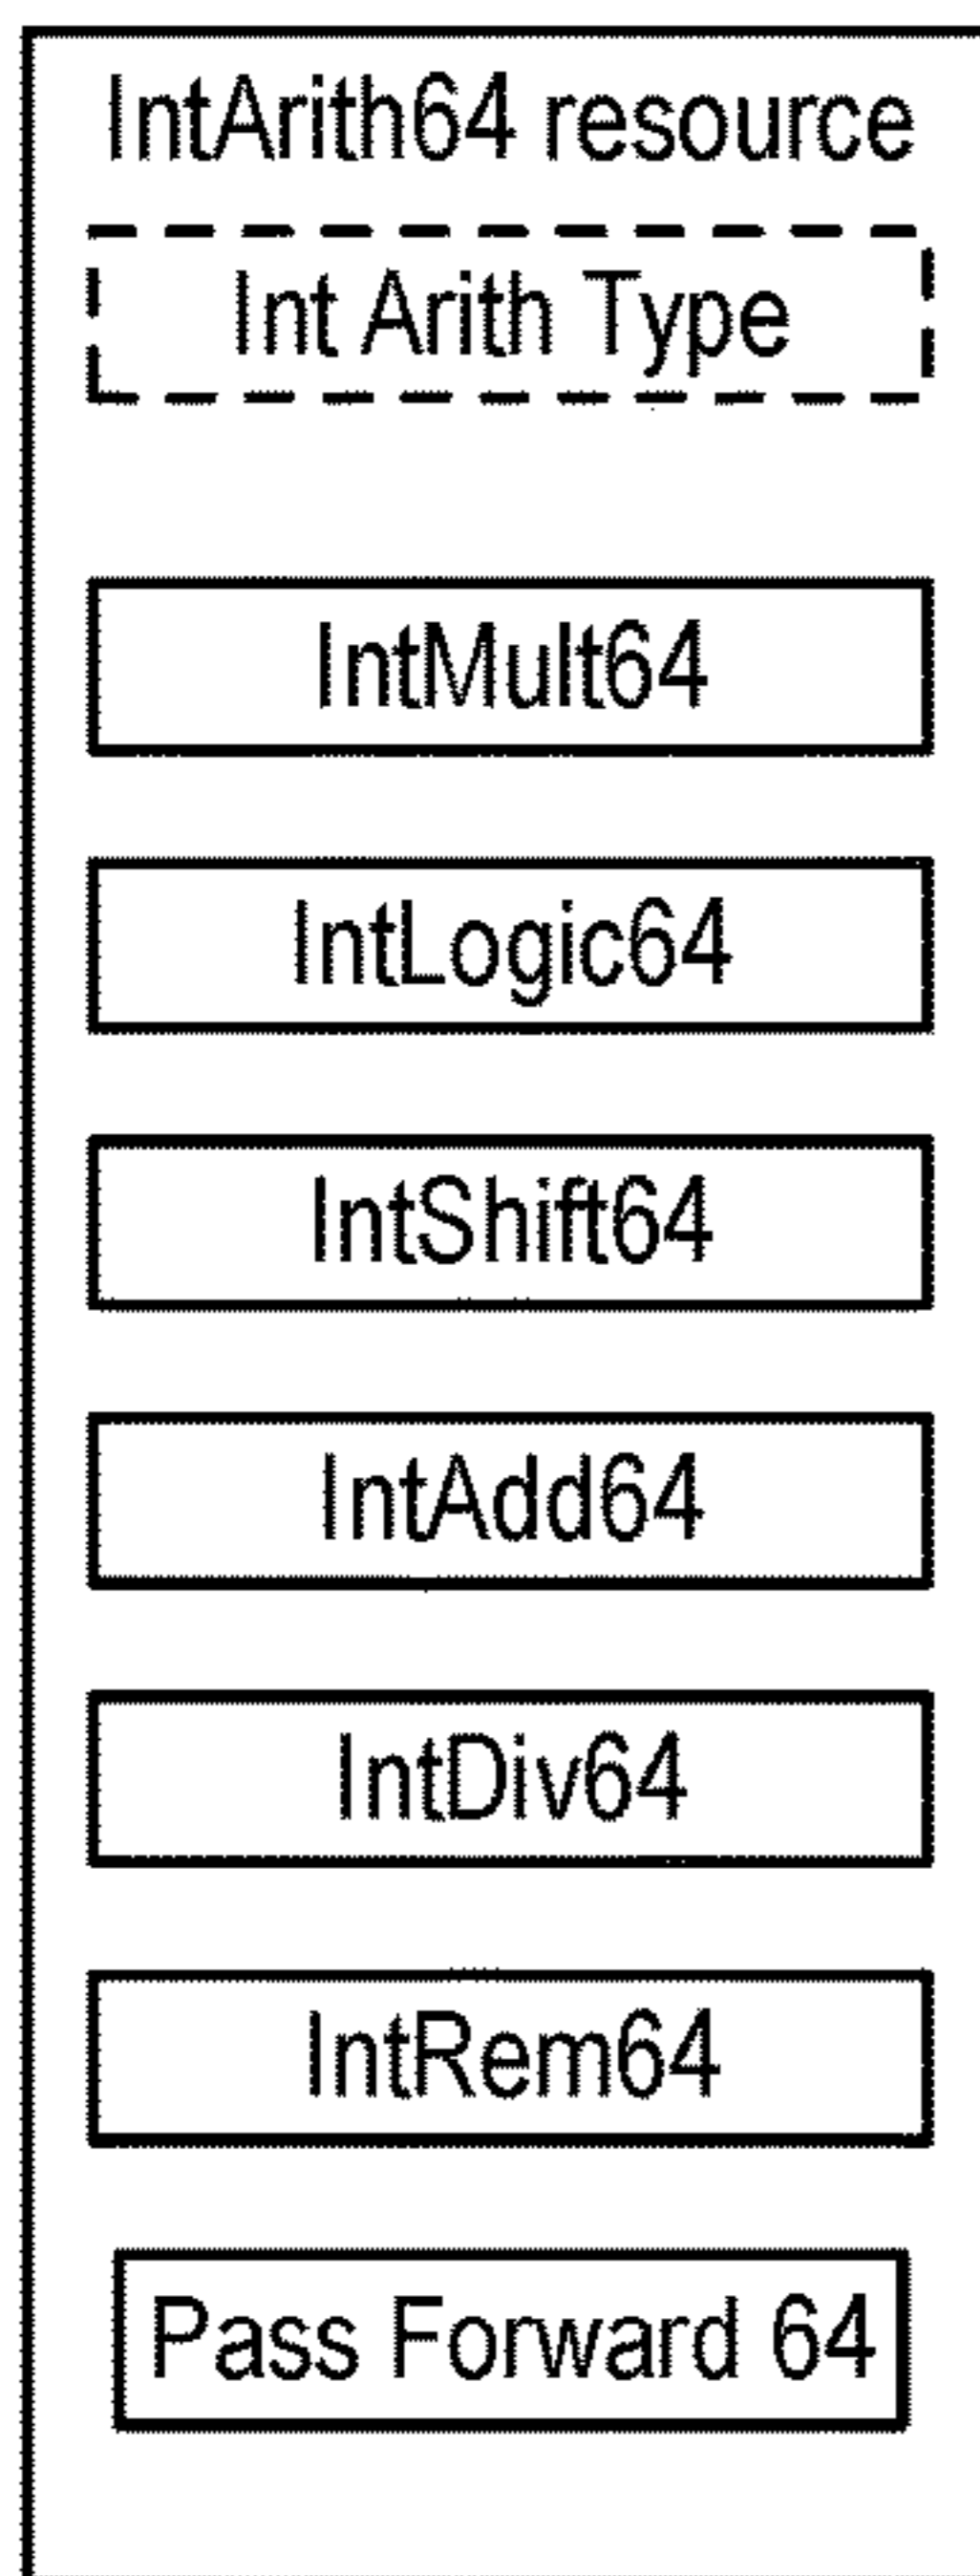 IntArith64 resource
Int Arith Type
IntMult64
IntLogic64
IntShift64
IntAdd64
IntDiv64
IntRem64
Pass Forward 64